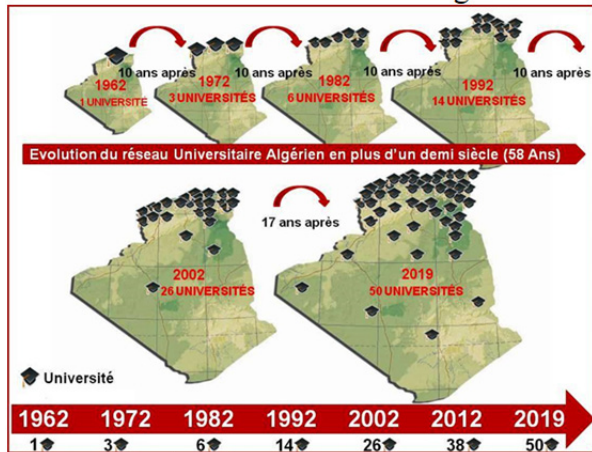 10 ans après
10 ans après
10 ans après
10 ans après
1962
1 UNIVERSITÉ
1972
3 UNIVERSITÉS
1982
6 UNIVERSITÉS
1992
14 UNIVERSITÉS
Evolution du réseau Universitaire Algérien en plus d'un demi siècle (58 Ans)
17 ans après
2002
26 UNIVERSITÉS
2019
50 UNIVERSITÉS
Université
1962 1972 1982 1992 2002 2012 2019
1 3 6 14 26 38 50